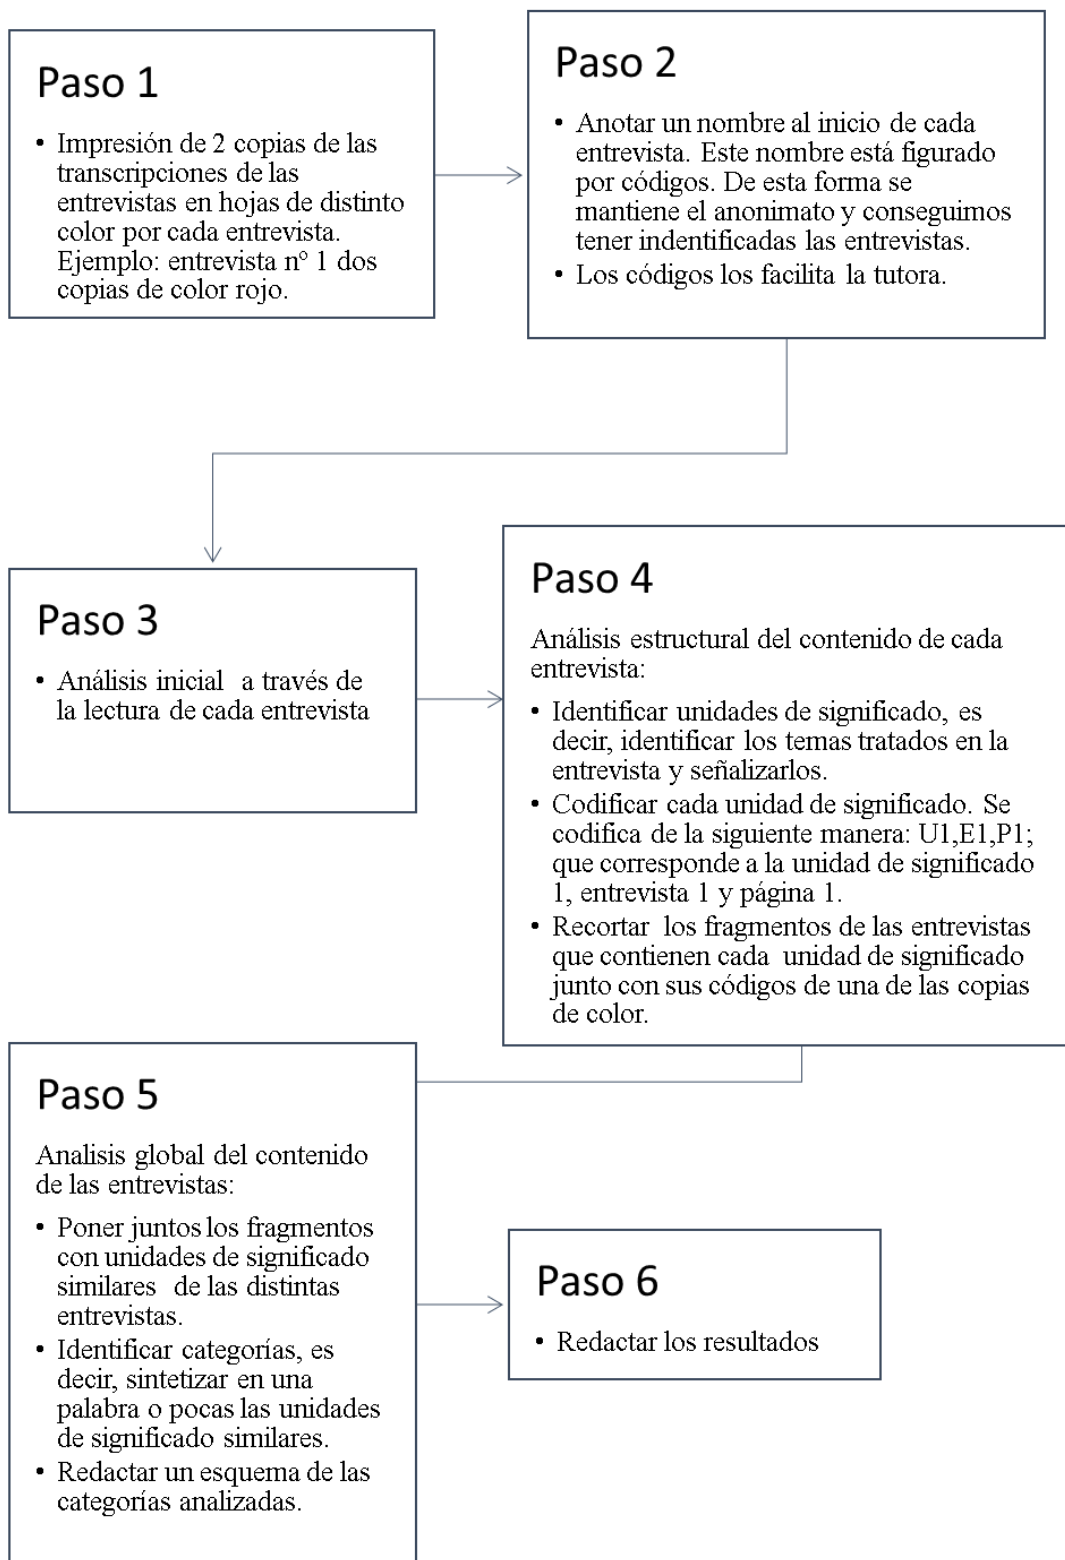 Paso 1
• Impresión de 2 copias de las
transcripciones de las
entrevistas en hojas de distinto
color por cada entrevista.
Ejemplo: entrevista nº 1 dos
copias de color rojo.
Paso 2
• Anotar un nombre al inicio de cada
entrevista. Este nombre está figurado
por códigos. De esta forma se
mantiene el anonimato y conseguimos
tener indentificadas las entrevistas.
• Los códigos los facilita la tutora.
Paso 3
• Análisis inicial a través de
la lectura de cada entrevista
Paso 4
Análisis estructural del contenido de cada
entrevista:
• Identificar unidades de significado, es
decir, identificar los temas tratados en la
entrevista y señalizarlos.
• Codificar cada unidad de significado. Se
codifica de la siguiente manera: U1,E1,P1;
que corresponde a la unidad de significado
1, entrevista 1 y página 1.
• Recortar los fragmentos de las entrevistas
que contienen cada unidad de significado
junto con sus códigos de una de las copias
de color.
Paso 5
Analisis global del contenido
de las entrevistas:
• Poner juntos los fragmentos
con unidades de significado
similares de las distintas
entrevistas.
• Identificar categorías, es
decir, sintetizar en una
palabra o pocas las unidades
de significado similares.
• Redactar un esquema de las
categorías analizadas.
Paso 6
• Redactar los resultados